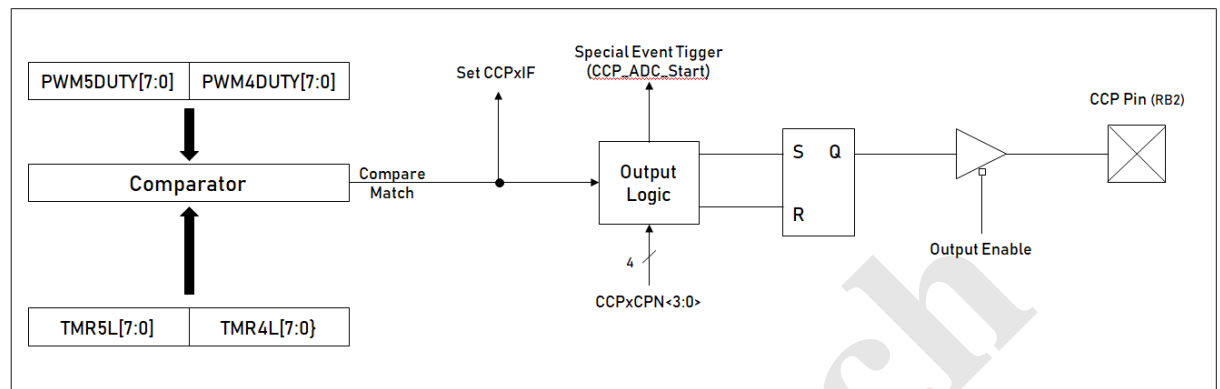 Special Event Tigger
(CCP_ADC_Start)
Set CCPxIF
PWM5DUTY[7:0] PWM4DUTY[7:0]
CCP Pin (RB2)
Comparator
Compare
Match
Output
Logic
S Q
R
Output Enable
4
CCPxCPN<3:0>
TMR5L[7:0] TMR4L[7:0}
ch